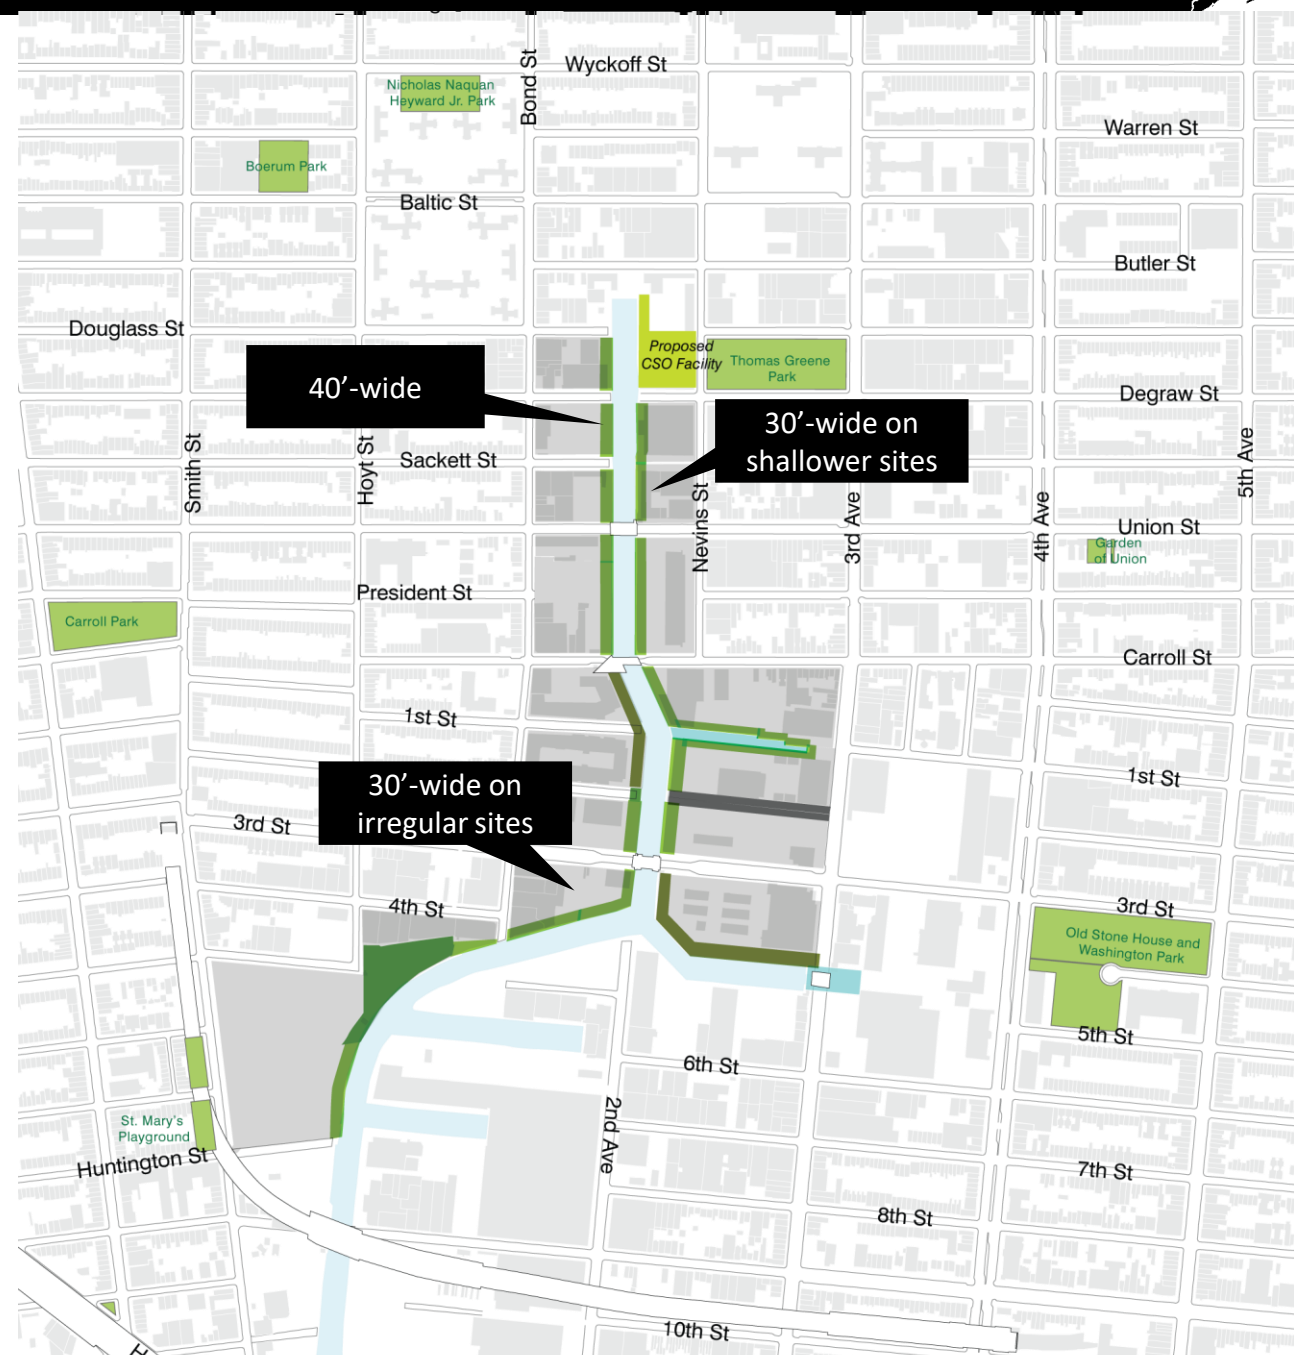 Wyckoff St
Bond St
Nicholas Naquan
Heyward Jr. Park
Warren St
Boerum Park
Baltic St
Butler St
Douglass St
Proposed
CSO Facility
Thomas Greene
Park
40’-wide
Degraw St
30’-wide on
shallower sites
Smith St
Hoyt St
Sackett St
Nevins St
3rd Ave
4th Ave
5th Ave
Union St
Garden
of Union
President St
Carroll Park
Carroll St
1st St
1st St
30’-wide on
irregular sites
3rd St
4th St
3rd St
Old Stone House and
Washington Park
5th St
6th St
2nd Ave
St. Mary's
Playground
Huntington St
7th St
8th St
10th St